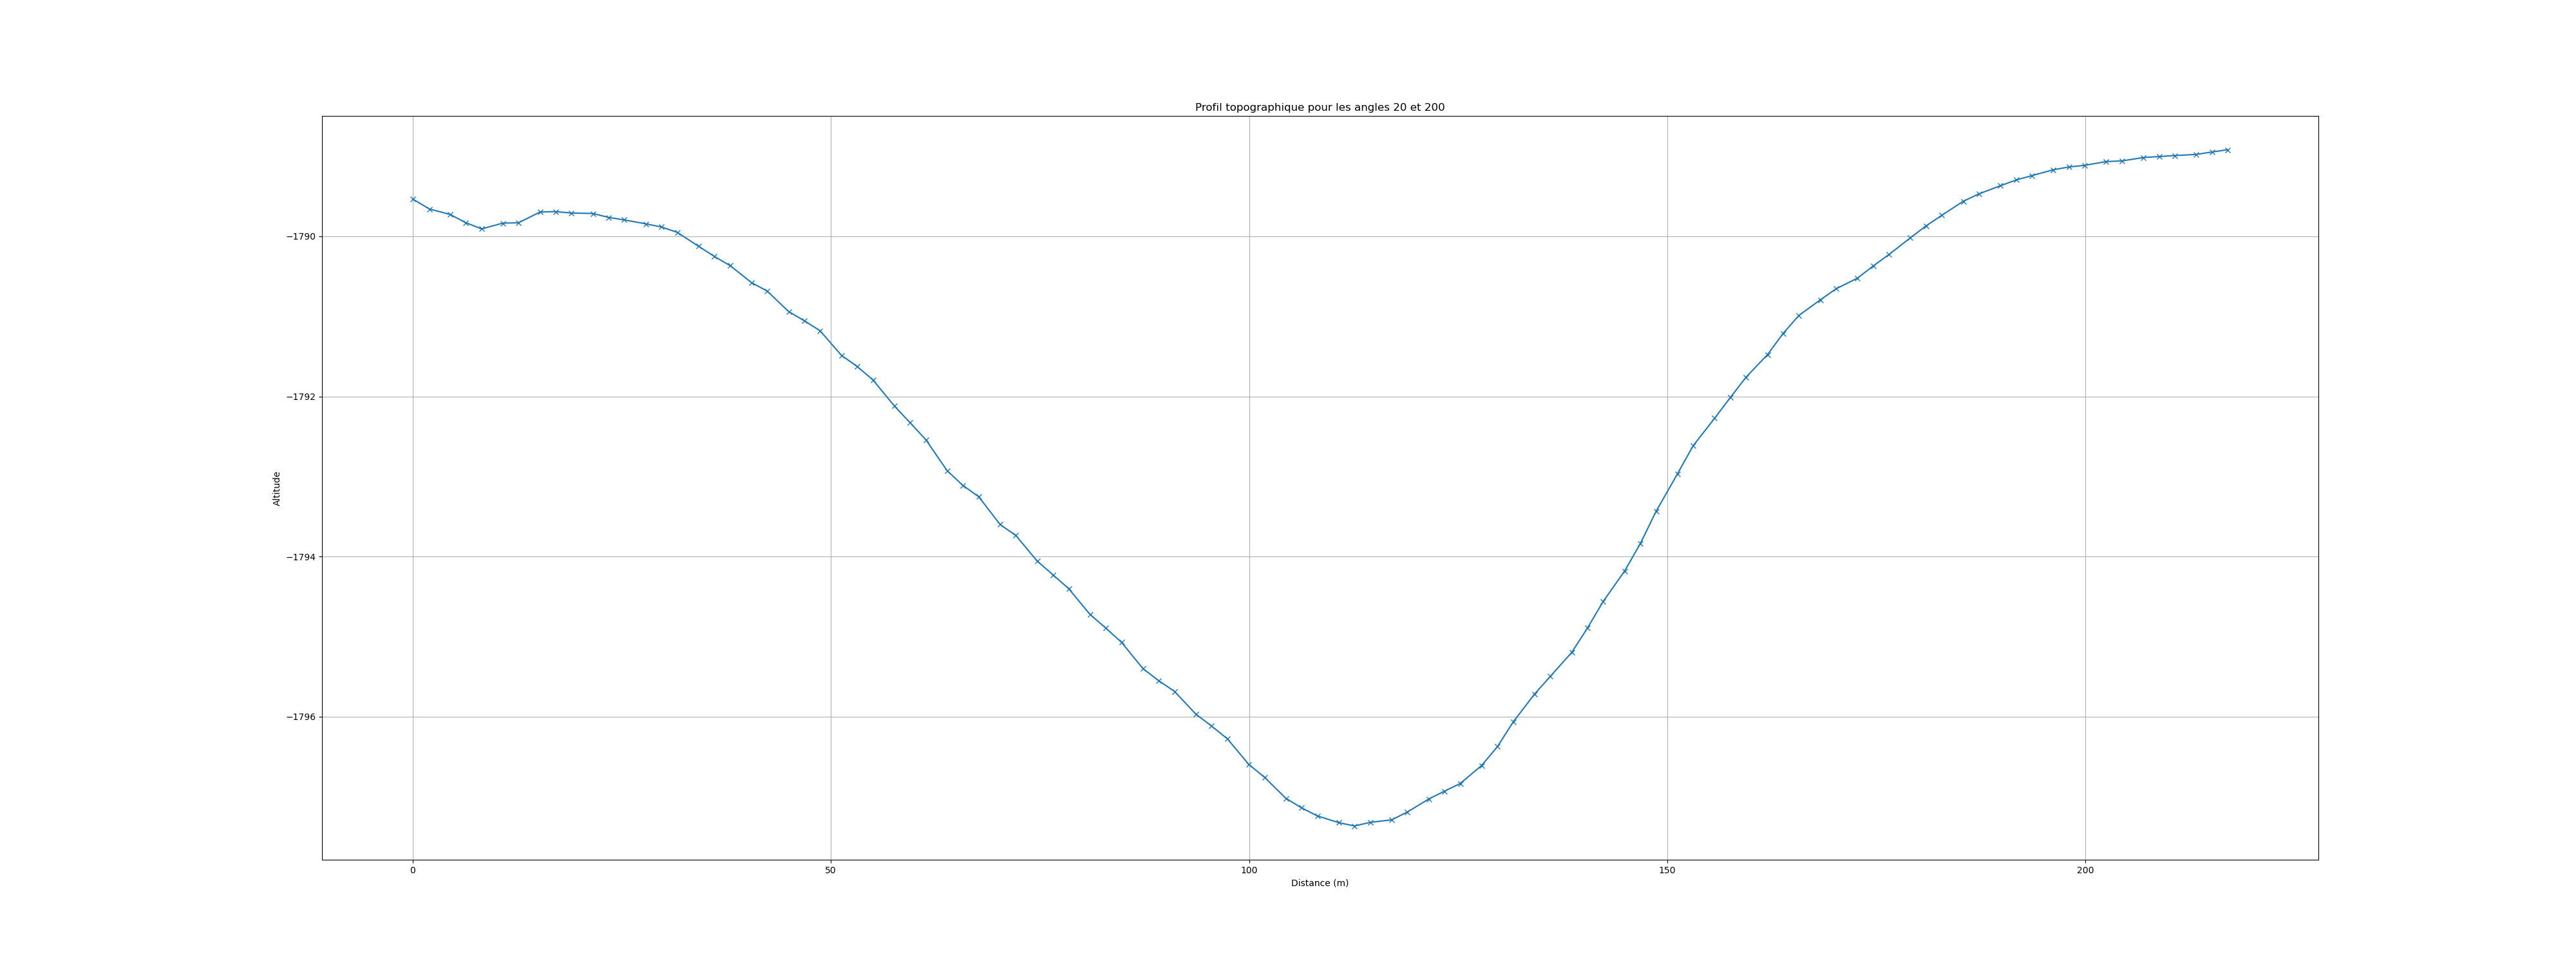 Profil topographique pour les angles 20 et 200
Altitude
−1790
−1792
−1794
−1796
0 50 100 150 200
Distance (m)